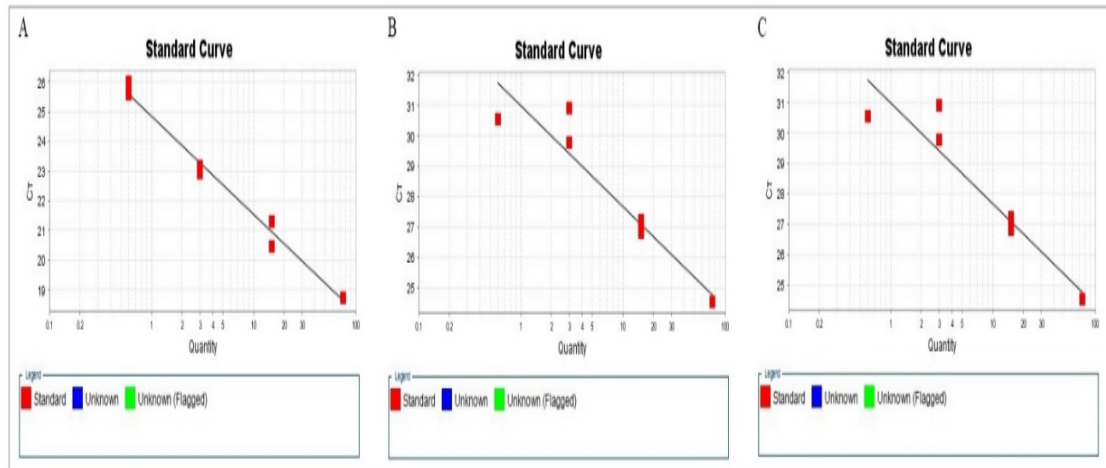 A
Standard Curve
26
25
23
22
21
20
19
CT
0.1 0.2 1 2 3 4 5 10 20 30 100
Quantity
Legend
Standard Unknown Unknown (Flagged)
B
Standard Curve
32
31
30
29
27
26
25
CT
0.1 0.2 1 2 3 4 5 10 20 30 100
Quantity
Legend
Standard Unknown Unknown (Flagged)
C
Standard Curve
32
31
30
29
27
26
25
CT
0.1 0.2 1 2 3 4 5 10 20 30 100
Quantity
Legend
Standard Unknown Unknown (Flagged)